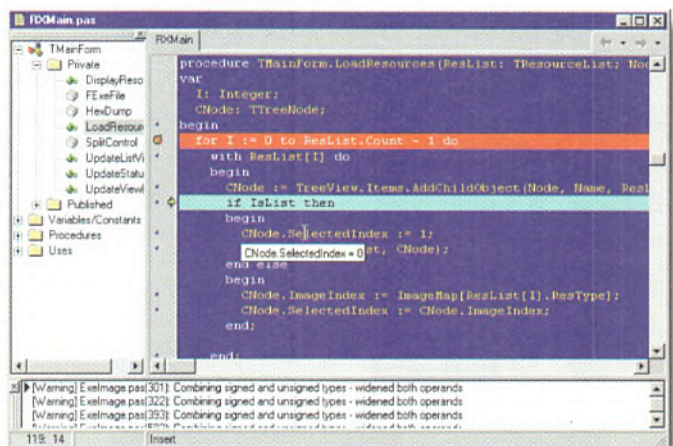 RXMain.pas
TMainForm
Private
DisplayReso
FExeFile
HexDump
LoadResour
SplitControl
UpdateListVi
UpdateStatu
UpdateViewI
Published
Variables/Constants
Procedures
Uses
RXMain
procedure TMainForm.LoadResources(ResList: TResourceList; Nod
var
I: Integer;
CNode: TTreeNode;
begin
for I := 0 to ResList.Count - 1 do
with ResList[I] do
begin
CNode := TreeView.Items.AddChildObject(Node, Name, ResL
if IsList then
begin
CNode.SelectedIndex := 1;
CNode.SelectedIndex = 0
st, CNode);
end else
begin
CNode.ImageIndex := ImageMap[ResList[I].ResType];
CNode.SelectedIndex := CNode.ImageIndex;
end;
end;
[Warning] ExeImage.pas(301): Combining signed and unsigned types - widened both operands
[Warning] ExeImage.pas(322): Combining signed and unsigned types - widened both operands
[Warning] ExeImage.pas(393): Combining signed and unsigned types - widened both operands
119: 14
Insert